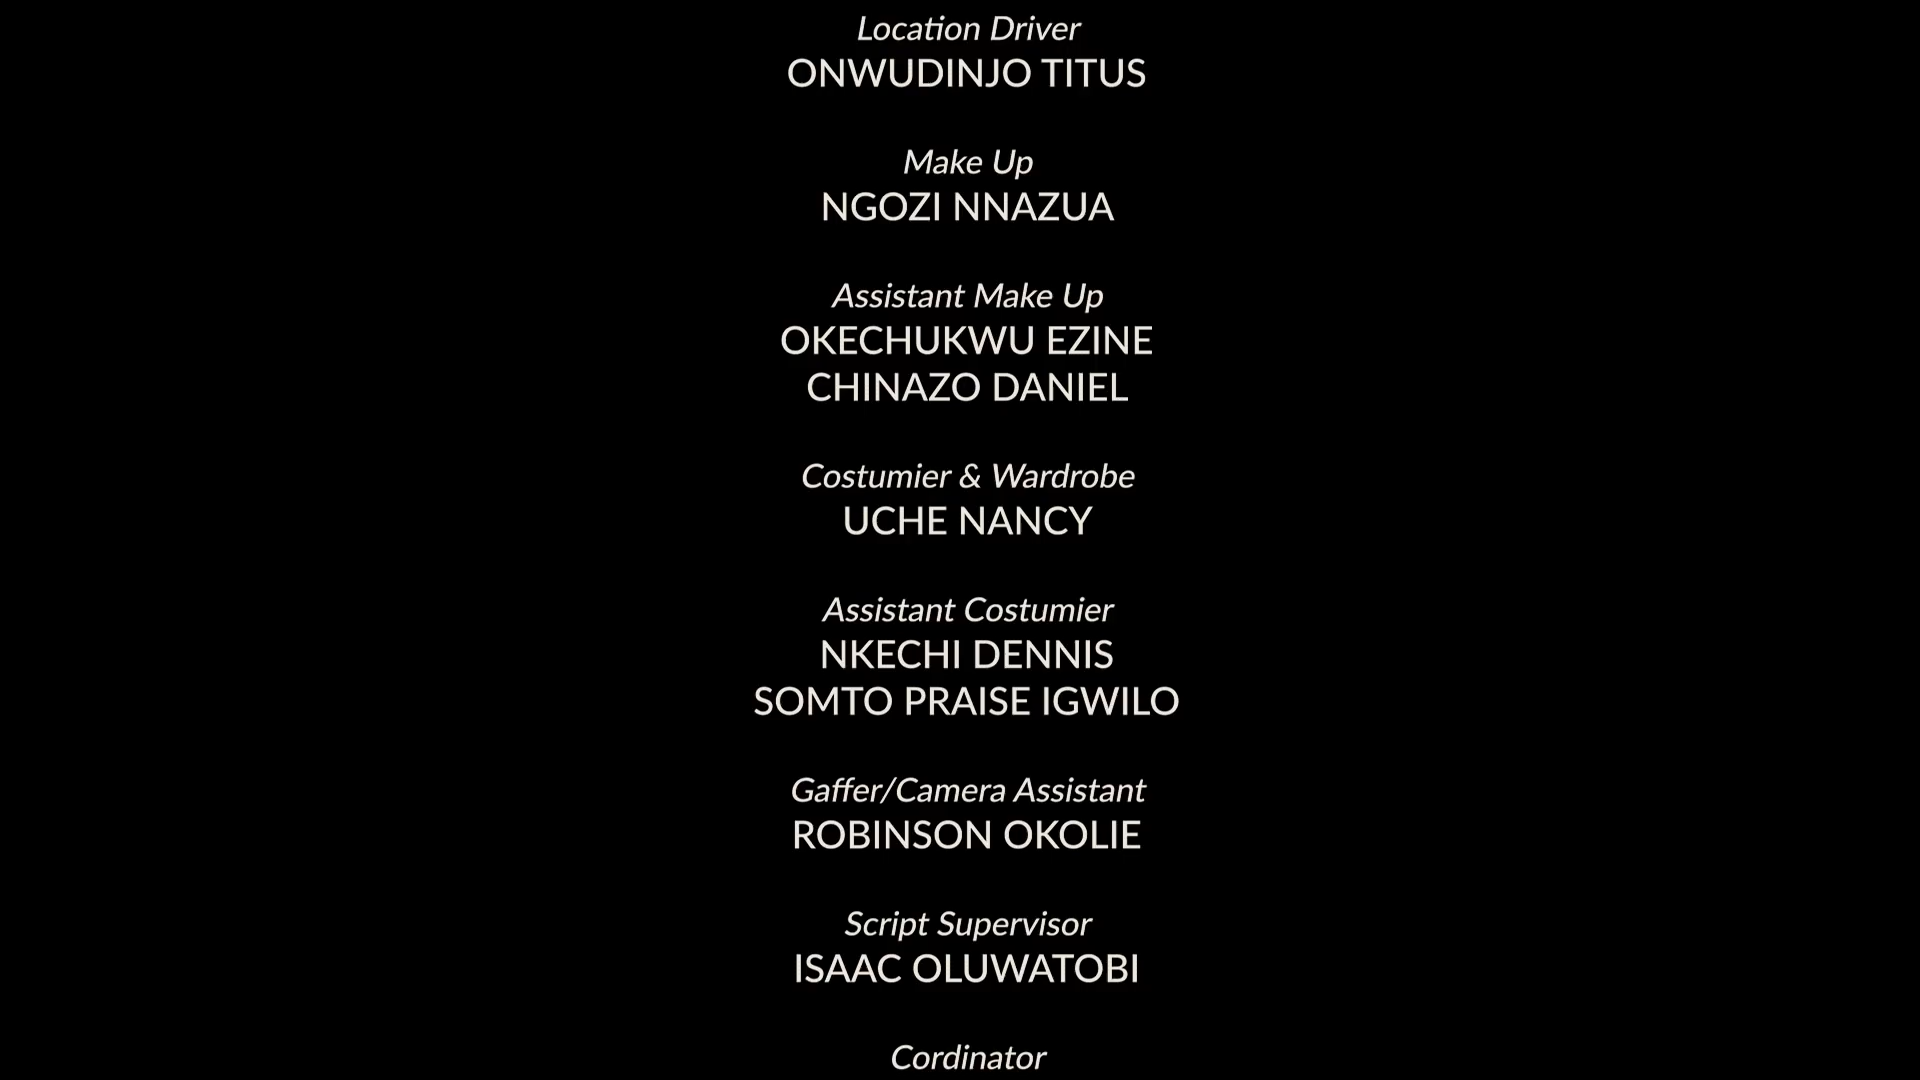 Location Driver
ONWUDINJO TITUS
Make Up
NGOZI NNAZUA
Assistant Make Up
OKECHUKWU EZINE
CHINAZO DANIEL
Costumier & Wardrobe
UCHE NANCY
Assistant Costumier
NKECHI DENNIS
SOMTO PRAISE IGWILO
Gaffer/Camera Assistant
ROBINSON OKOLIE
Script Supervisor
ISAAC OLUWATOBI
Cordinator